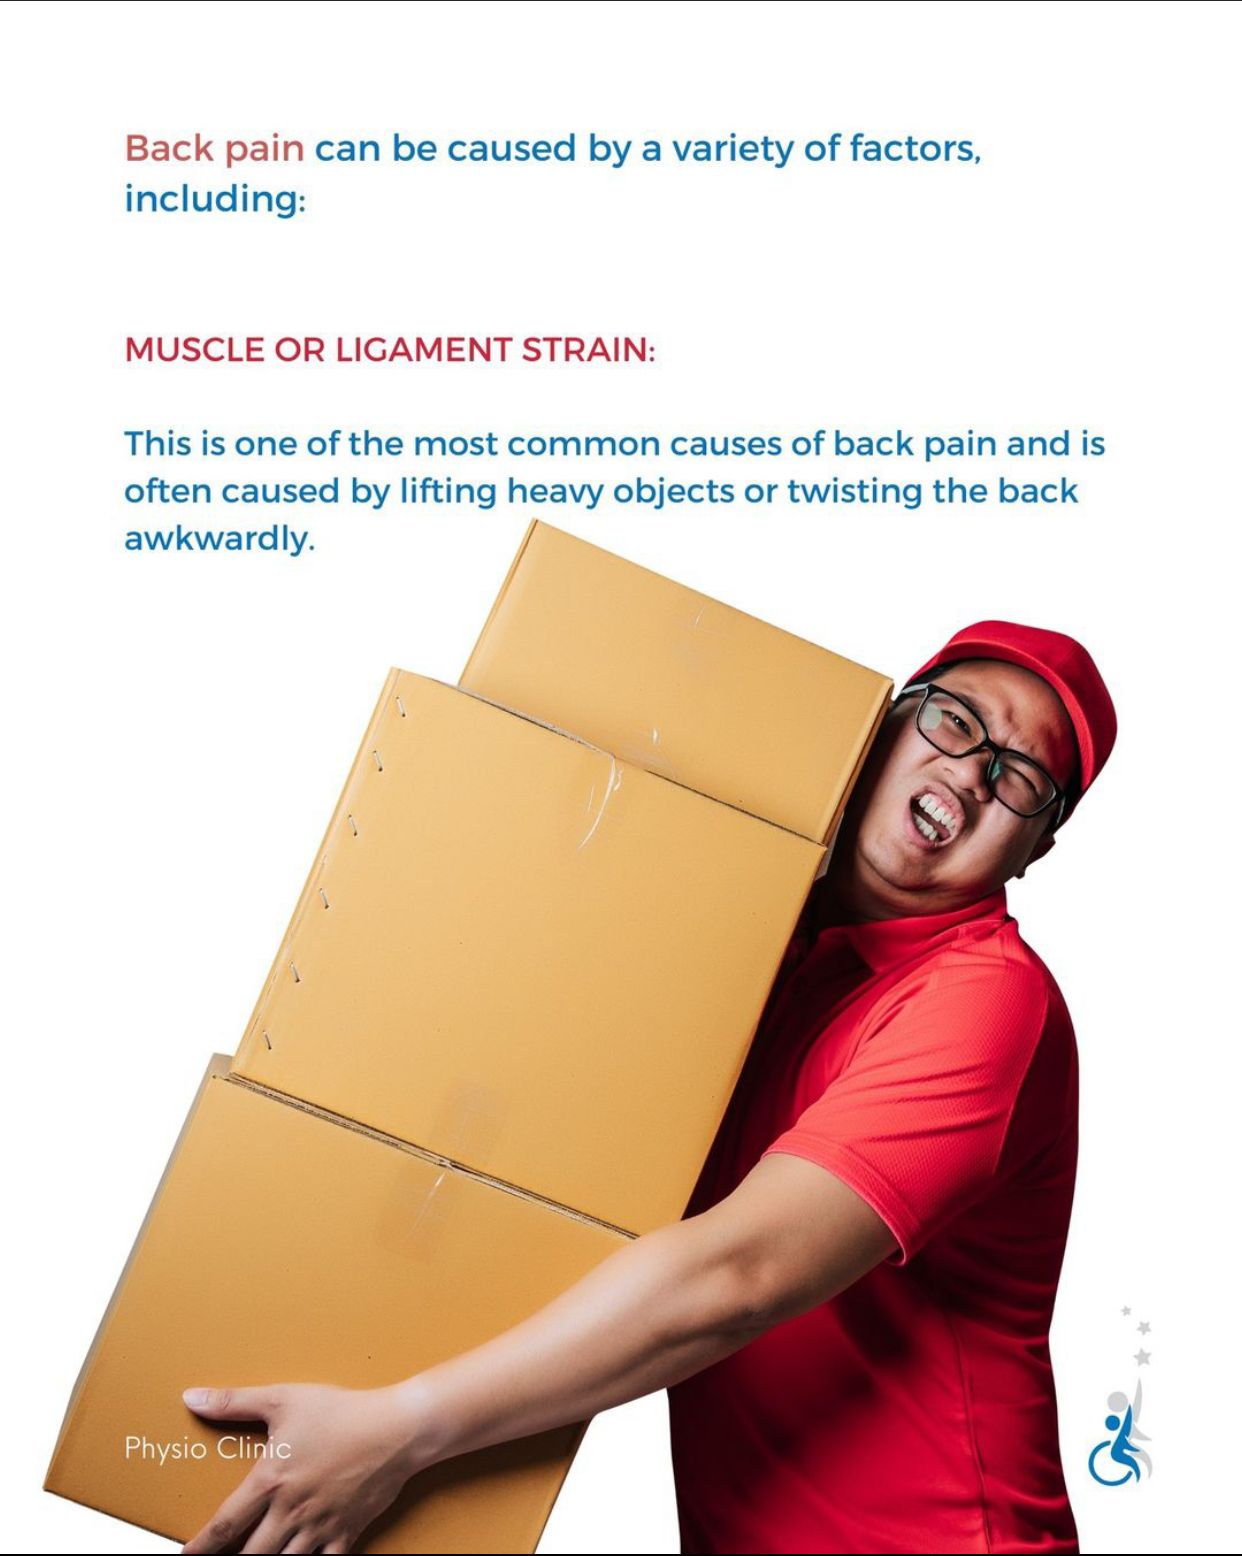 Back pain can be caused by a variety of factors,
including:
MUSCLE OR LIGAMENT STRAIN:
This is one of the most common causes of back pain and is
often caused by lifting heavy objects or twisting the back
awkwardly.
Physio Clinic